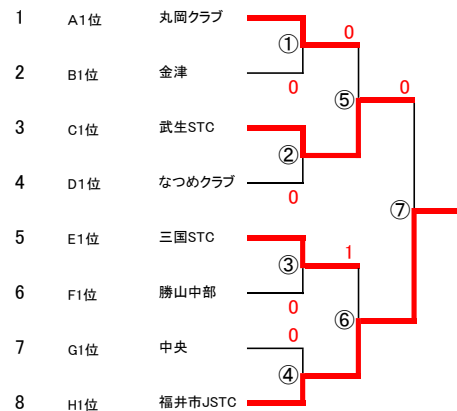 1 A1位 丸岡クラブ
① 0
2 B1位 金津
0
⑤ 0
3 C1位 武生STC
②
4 D1位 なつめクラブ
0
⑦
5 E1位 三国STC
③ 1
6 F1位 勝山中部
0
⑥
7 G1位 中央
0
④
8 H1位 福井市JSTC